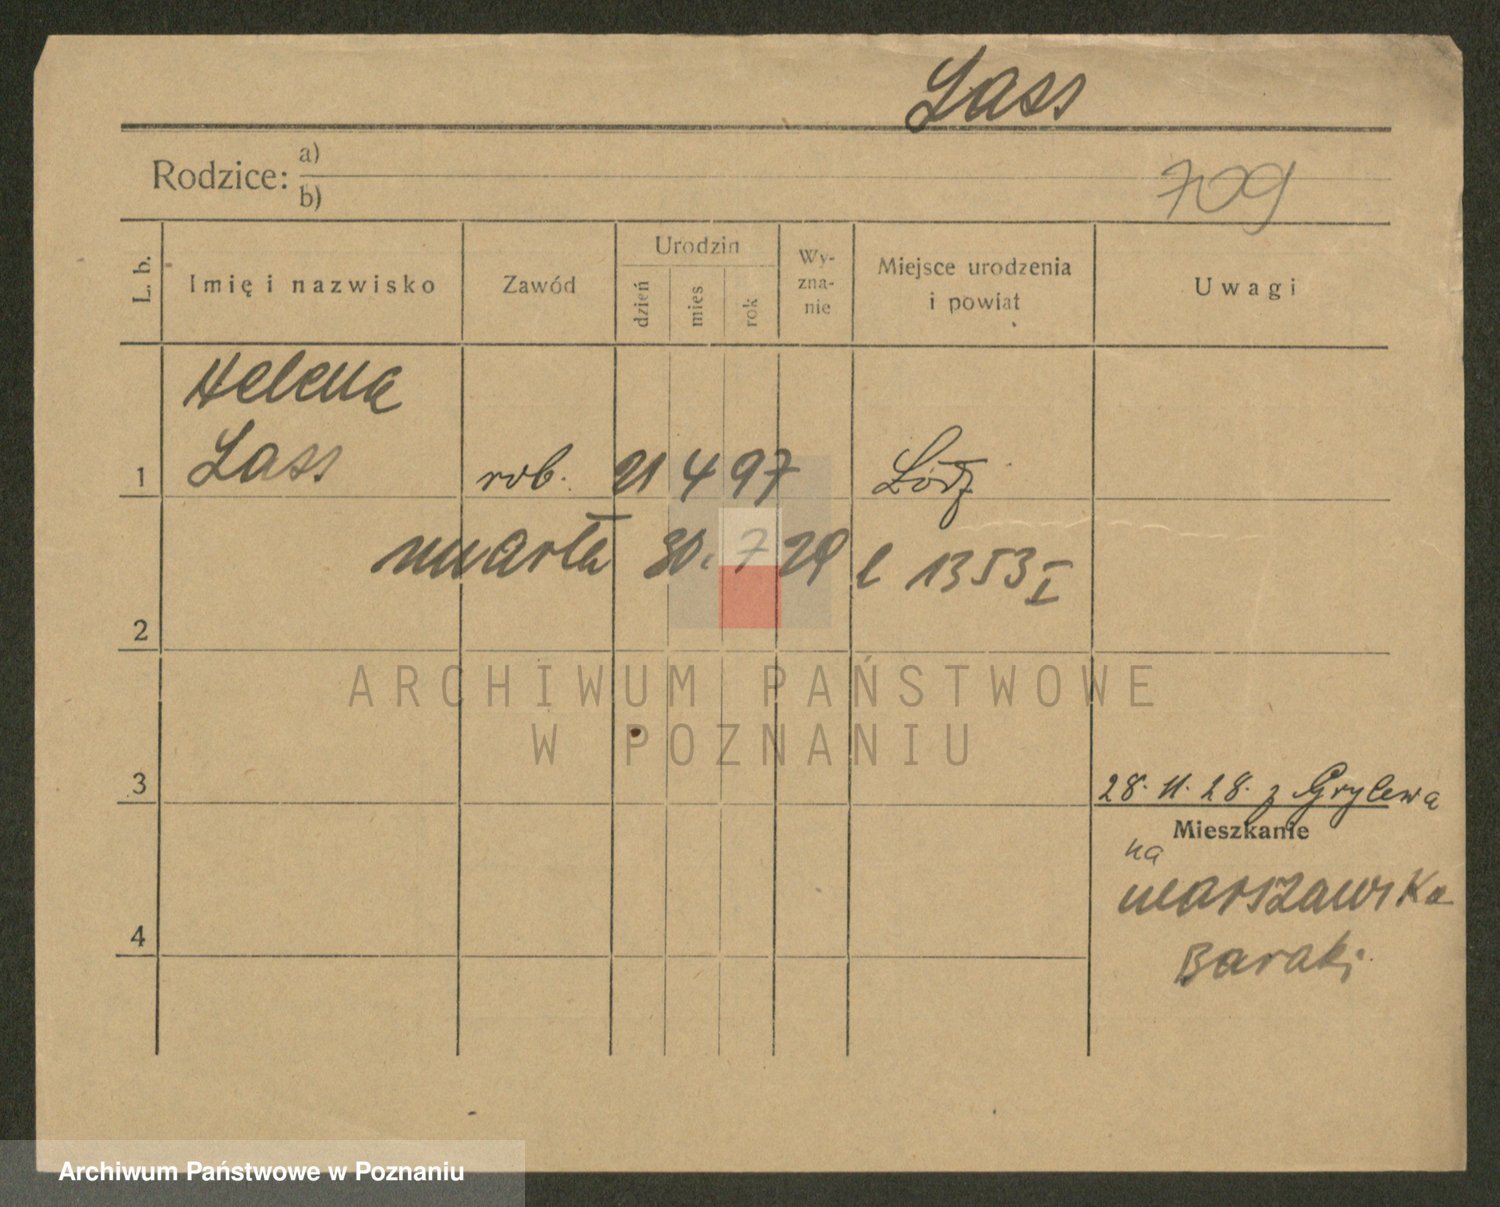 Lass
Rodzice: a)
b)
709
L. b.
Imię i nazwisko
Zawód
Urodzin
dzień
mies
rok
Wy-
zna-
nie
Miejsce urodzenia
i powiat
Uwagi
Helena
Lass
1
rob. 21 4 97 Łódź
umarła 30. 7 29 l 1353 I
2
ARCHIWUM PAŃSTWOWE
W POZNANIU
3
28. 11. 28. z Grylewa
Mieszkanie
na
Warszawska
4
Baraki.
Archiwum Państwowe w Poznaniu